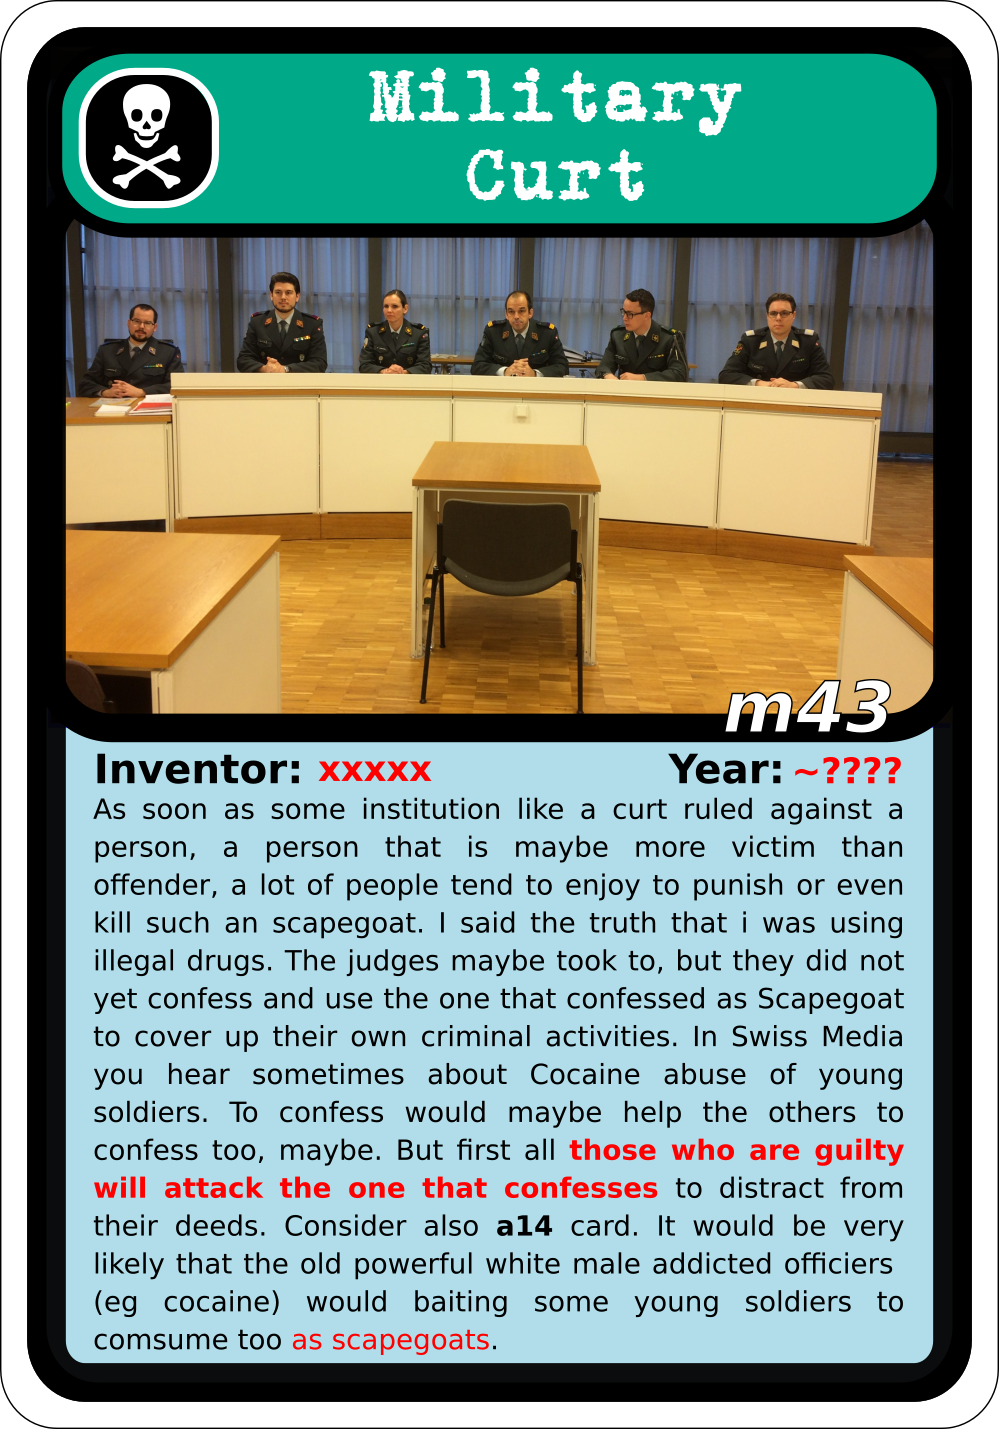 Military
Curt
m43
Inventor: xxxxx Year: ~????
As soon as some institution like a curt ruled against a
person, a person that is maybe more victim than
offender, a lot of people tend to enjoy to punish or even
kill such an scapegoat. I said the truth that i was using
illegal drugs. The judges maybe took to, but they did not
yet confess and use the one that confessed as Scapegoat
to cover up their own criminal activities. In Swiss Media
you hear sometimes about Cocaine abuse of young
soldiers. To confess would maybe help the others to
confess too, maybe. But first all those who are guilty
will attack the one that confesses to distract from
their deeds. Consider also a14 card. It would be very
likely that the old powerful white male addicted officiers
(eg cocaine) would baiting some young soldiers to
comsume too as scapegoats.